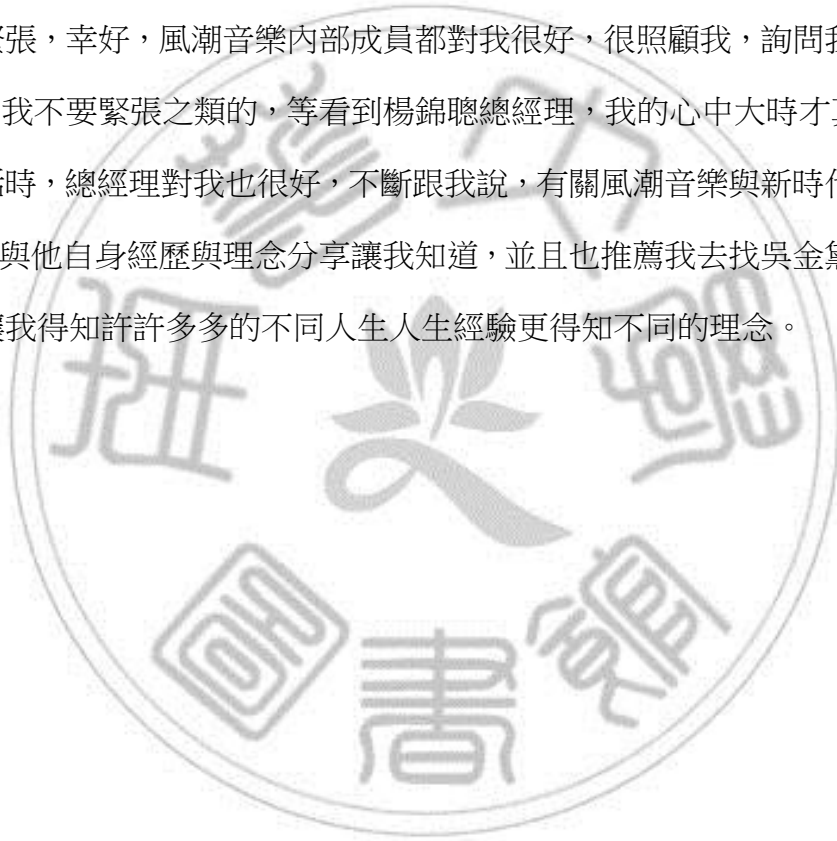 緊張，幸好，風潮音樂內部成員都對我很好，很照顧我，詢問我
我不要緊張之類的，等看到楊錦聰總經理，我的心中大時才
時，總經理對我也很好，不斷跟我說，有關風潮音樂與新時代
與他自身經歷與理念分享讓我知道，並且也推薦我去找吳金黛
讓我得知許許多多的不同人生人生經驗更得知不同的理念。